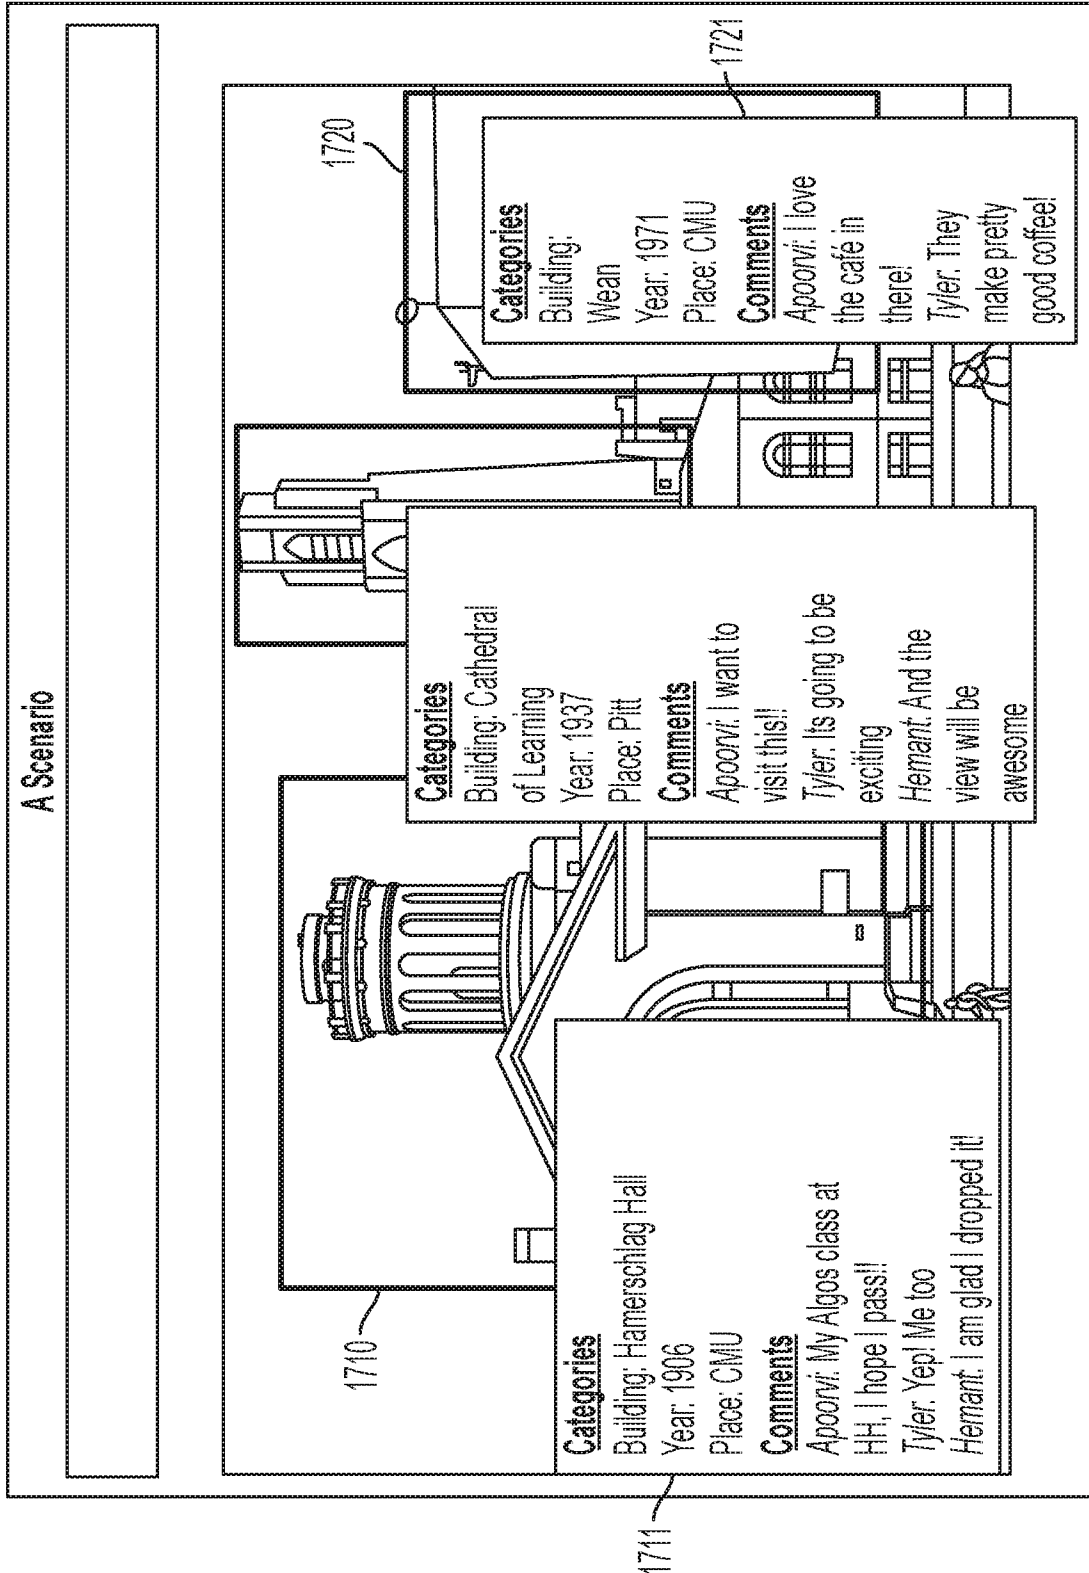 A Scenario
1710
1711
Categories
Building: Hamerschlag Hall
Year: 1906
Place: CMU
Comments
Apoorvi: My Algos class at
HH, I hope I pass!!
Tyler: Yep! Me too
Hemant: I am glad I dropped it!
Categories
Building: Cathedral
of Learning
Year: 1937
Place: Pitt
Comments
Apoorvi: I want to
visit this!!
Tyler: Its going to be
exciting
Hemant: And the
view will be
awesome
1720
1721
Categories
Building:
Wean
Year: 1971
Place: CMU
Comments
Apoorvi: I love
the café in
there!
Tyler: They
make pretty
good coffee!